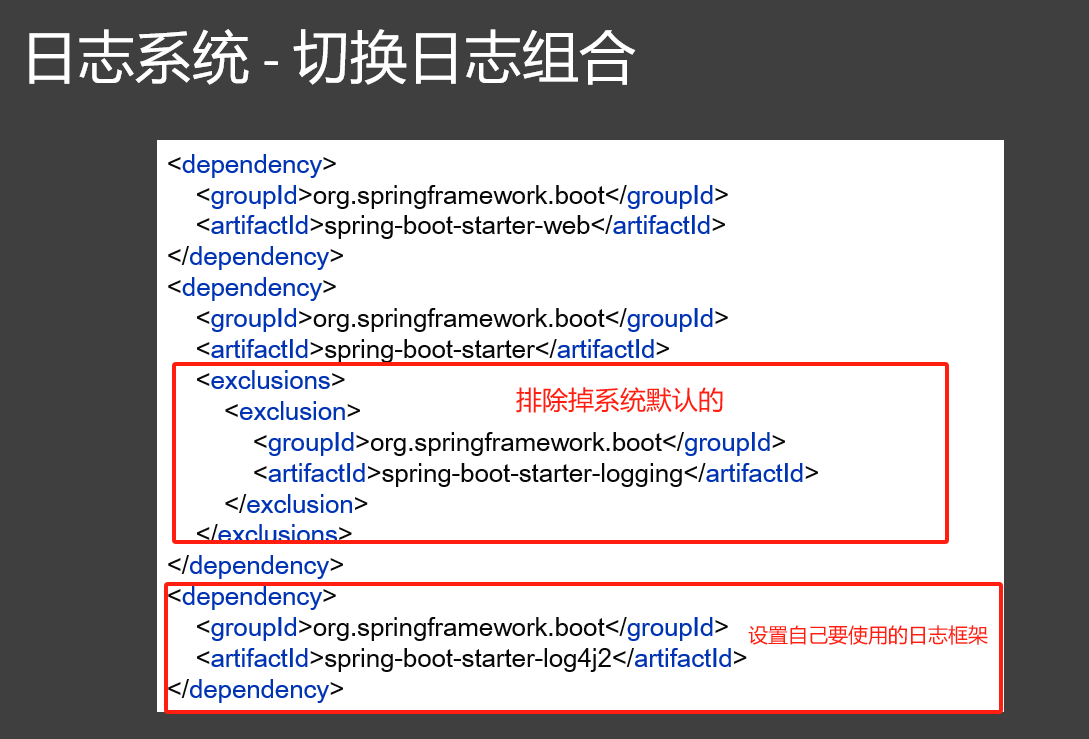 日志系统 - 切换日志组合
<dependency>
<groupId>org.springframework.boot</groupId>
<artifactId>spring-boot-starter-web</artifactId>
</dependency>
<dependency>
<groupId>org.springframework.boot</groupId>
<artifactId>spring-boot-starter</artifactId>
<exclusions>
排除掉系统默认的
<exclusion>
<groupId>org.springframework.boot</groupId>
<artifactId>spring-boot-starter-logging</artifactId>
</exclusion>
</exclusions>
</dependency>
<dependency>
<groupId>org.springframework.boot</groupId>
设置自己要使用的日志框架
<artifactId>spring-boot-starter-log4j2</artifactId>
</dependency>